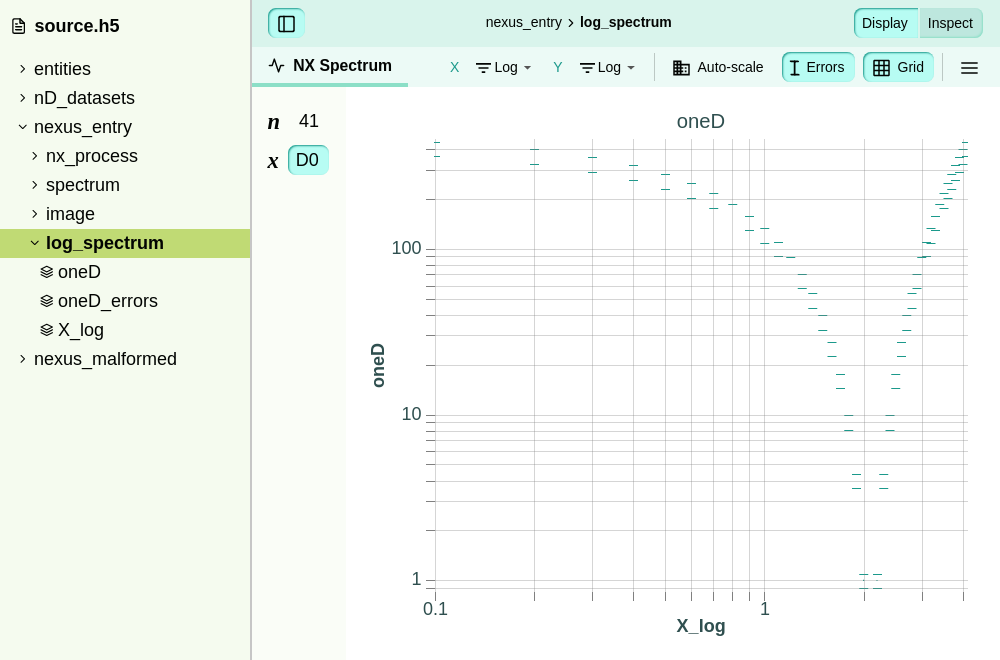 source.h5
nexus_entry > log_spectrum
Display
Inspect
entities
nD_datasets
nexus_entry
nx_process
spectrum
image
log_spectrum
oneD
oneD_errors
X_log
nexus_malformed
NX Spectrum
X
Log
Y
Log
Auto-scale
Errors
Grid
n 41
x D0
oneD
100
10
1
oneD
0.1
1
X_log